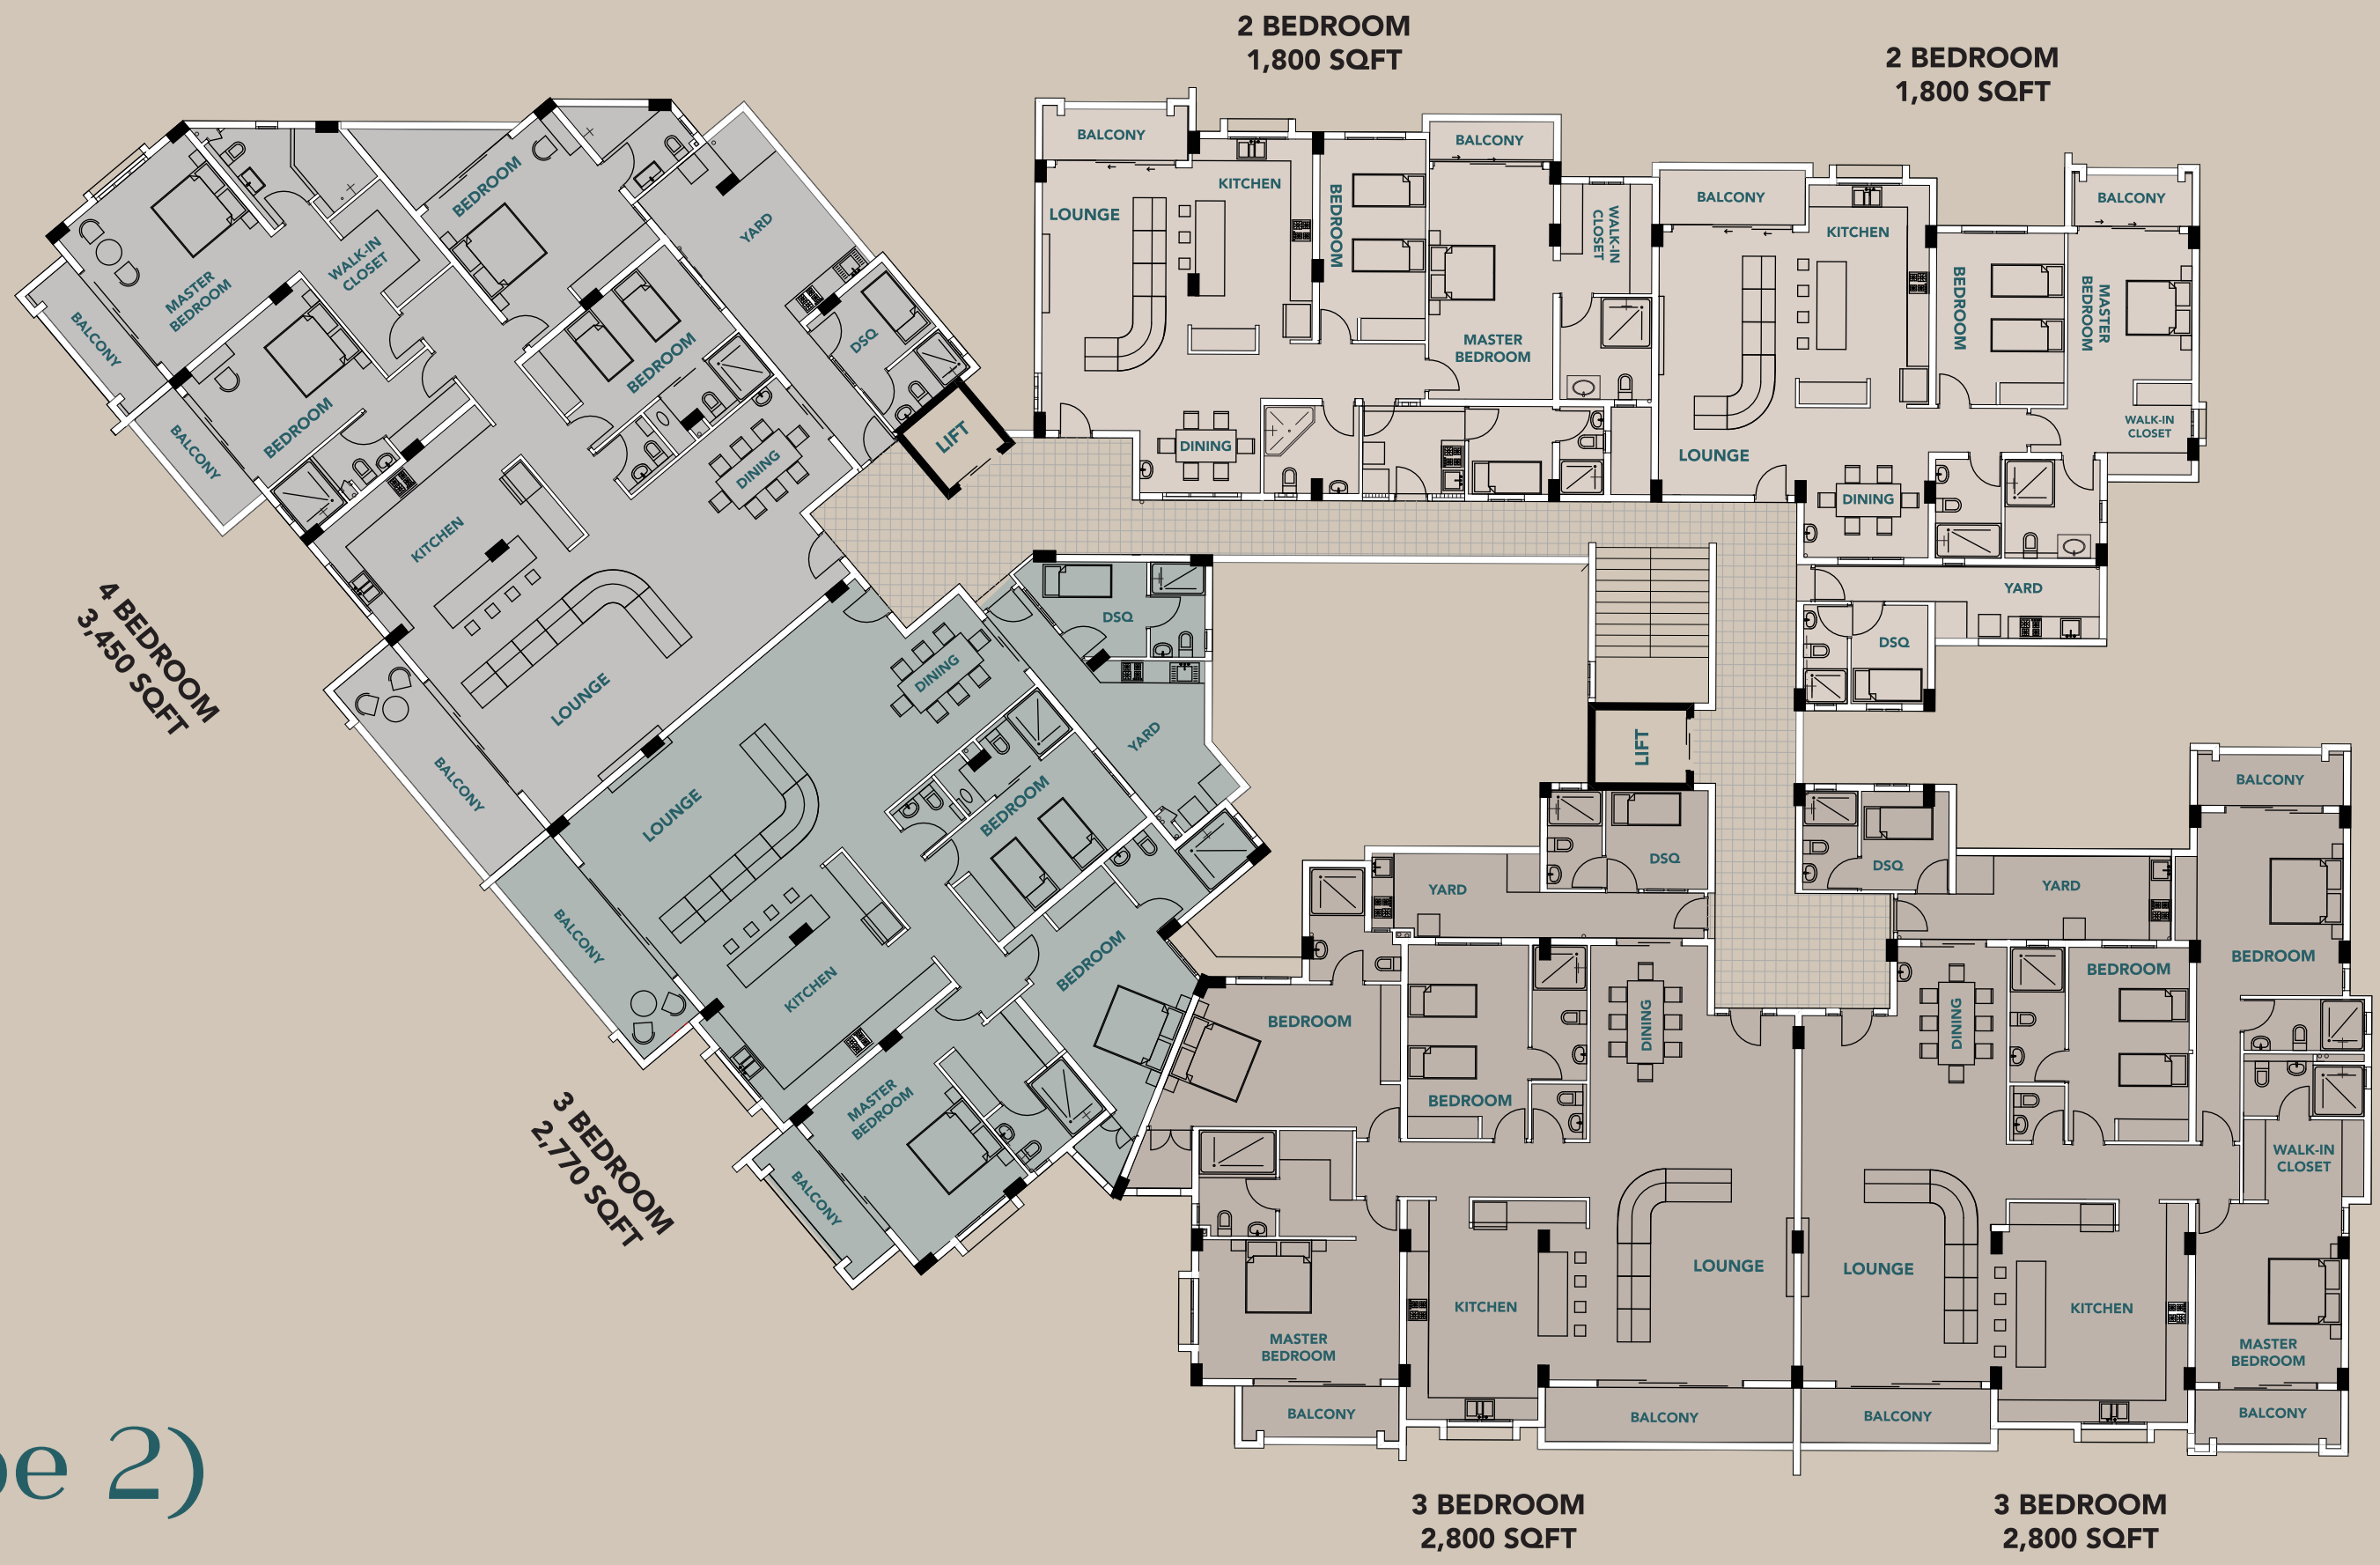 2 BEDROOM
1,800 SQFT
2 BEDROOM
1,800 SQFT
BEDROOM
MASTER
BEDROOM
WALK-IN
CLOSET
YARD
BALCONY
BEDROOM
BALCONY
BEDROOM
DSQ
LIFT
DINING
KITCHEN
LOUNGE
BALCONY
4 BEDROOM
3,450 SQFT
BALCONY
KITCHEN
LOUNGE
BEDROOM
BALCONY
MASTER
BEDROOM
WALK-IN
CLOSET
DINING
BALCONY
KITCHEN
LOUNGE
BEDROOM
BALCONY
MASTER
BEDROOM
WALK-IN
CLOSET
DINING
YARD
DSQ
DSQ
DINING
YARD
LOUNGE
BEDROOM
BALCONY
KITCHEN
BEDROOM
MASTER
BEDROOM
BALCONY
3 BEDROOM
2,770 SQFT
LIFT
DSQ
YARD
BEDROOM
BEDROOM
DINING
LOUNGE
KITCHEN
MASTER
BEDROOM
BALCONY
BALCONY
DSQ
YARD
BALCONY
BEDROOM
BEDROOM
DINING
WALK-IN
CLOSET
LOUNGE
KITCHEN
MASTER
BEDROOM
BALCONY
BALCONY
3 BEDROOM
2,800 SQFT
3 BEDROOM
2,800 SQFT
pe 2)